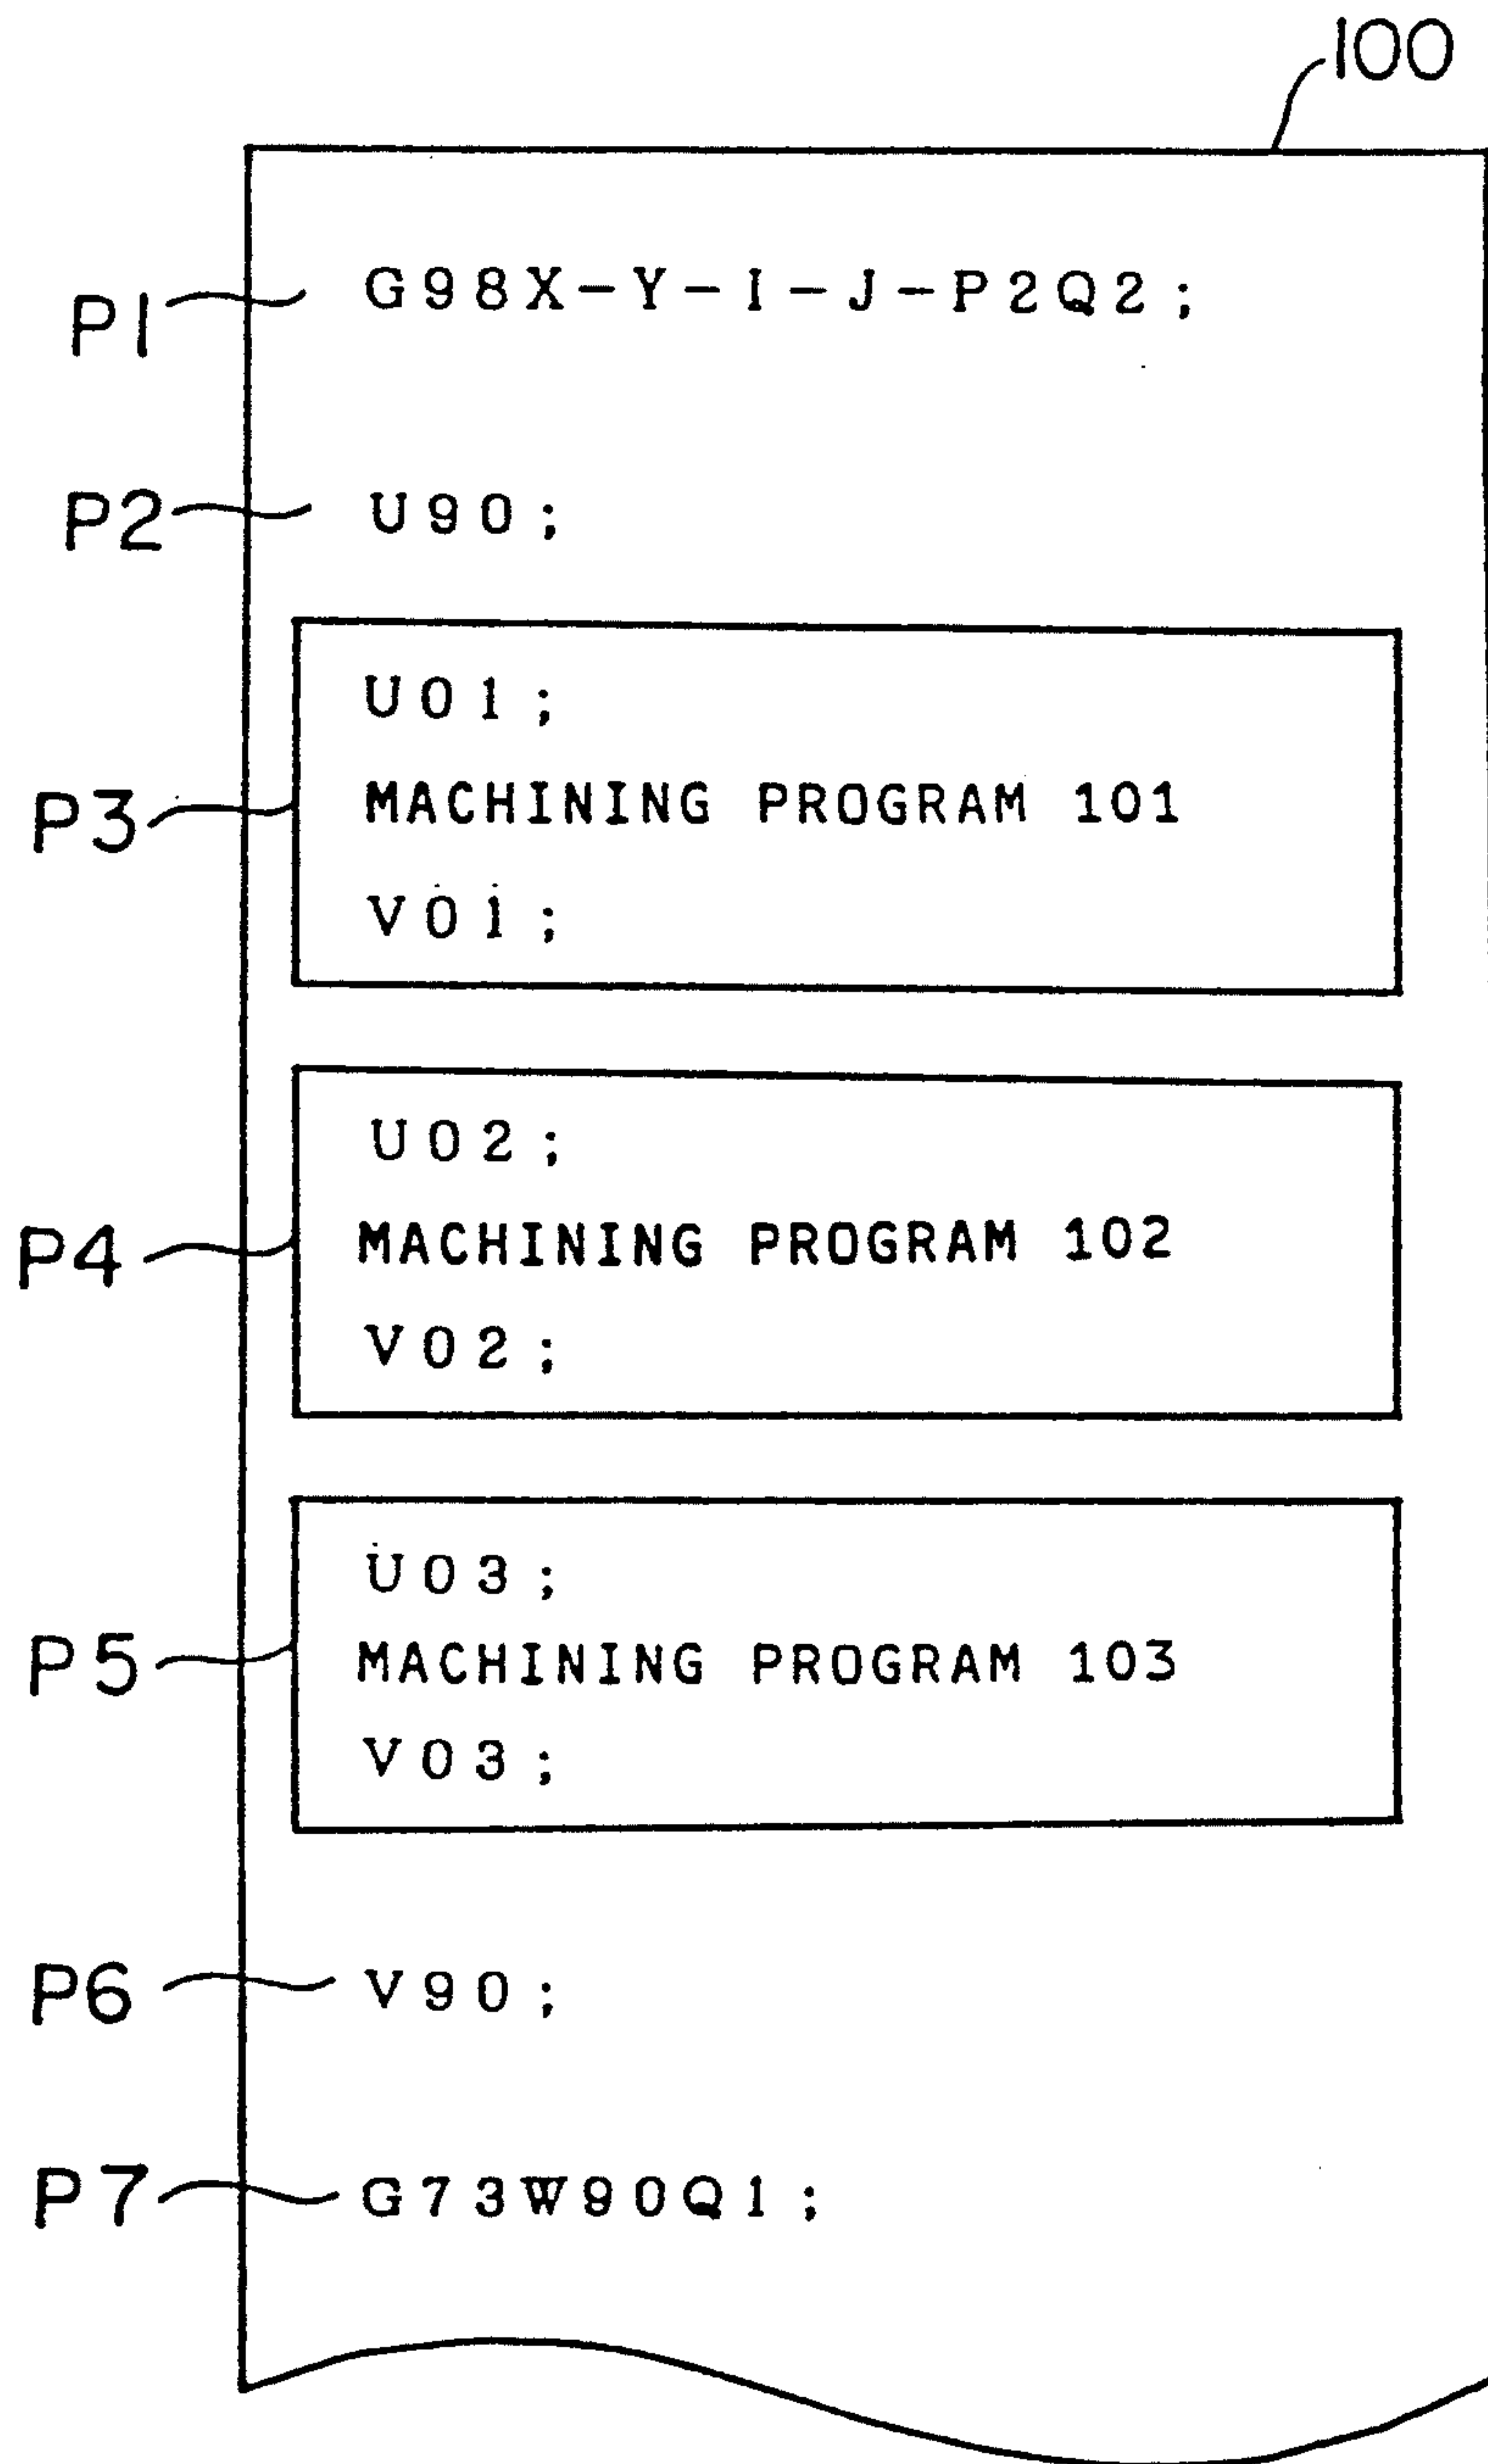 100
P1 G98X-Y-I-J-P2Q2;
P2 U90;
U01;
P3 MACHINING PROGRAM 101
V01;
U02;
P4 MACHINING PROGRAM 102
V02;
U03;
P5 MACHINING PROGRAM 103
V03;
P6 V90;
P7 G73W90Q1;